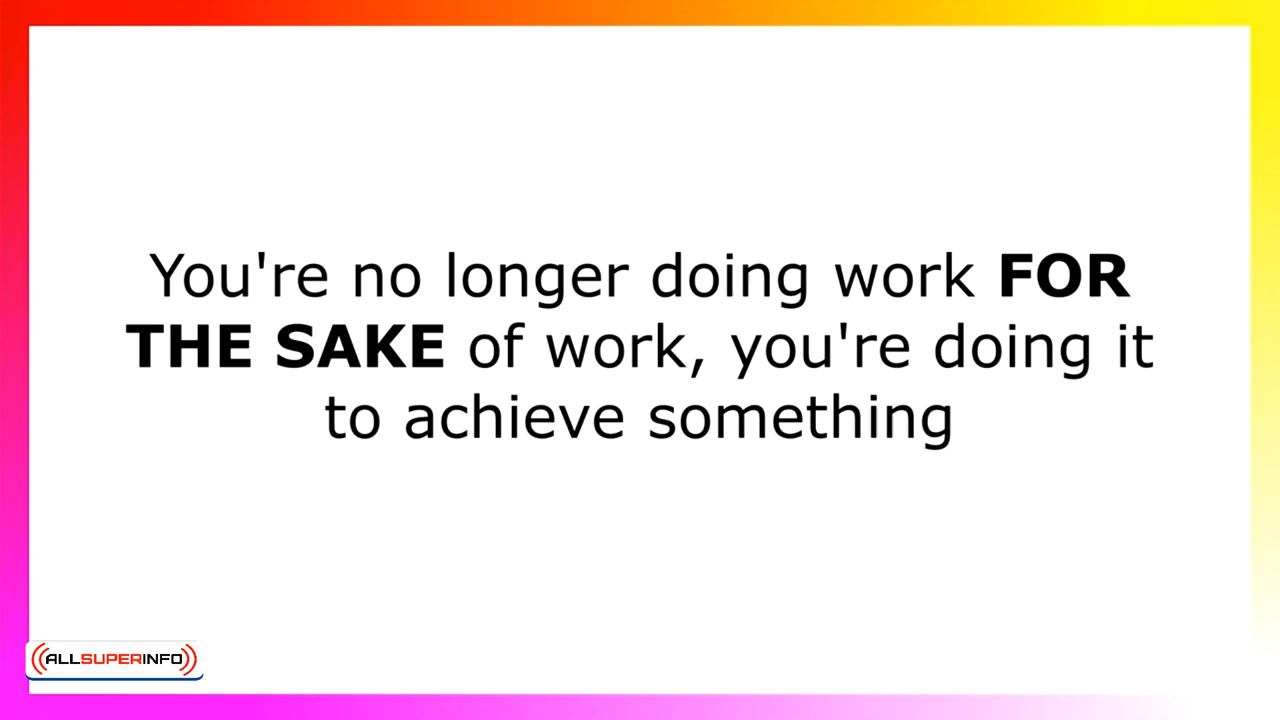 You're no longer doing work FOR
THE SAKE of work, you're doing it
to achieve something
ALLSUPERINFO